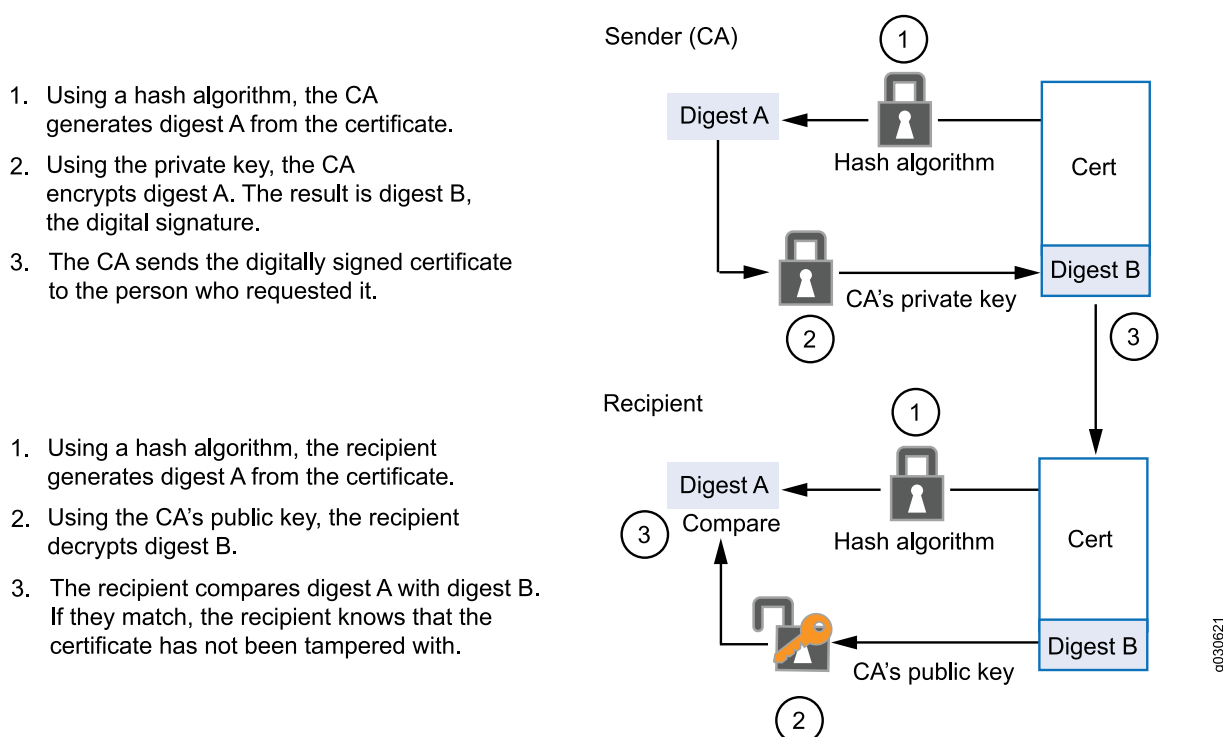 Sender (CA)
1
1. Using a hash algorithm, the CA
generates digest A from the certificate.
2. Using the private key, the CA
encrypts digest A. The result is digest B,
the digital signature.
3. The CA sends the digitally signed certificate
to the person who requested it.
Digest A
Hash algorithm
Cert
Digest B
CA’s private key
2
3
Recipient
1
1. Using a hash algorithm, the recipient
generates digest A from the certificate.
2. Using the CA’s public key, the recipient
decrypts digest B.
3. The recipient compares digest A with digest B.
If they match, the recipient knows that the
certificate has not been tampered with.
Digest A
3
Compare
Hash algorithm
Cert
Digest B
CA’s public key
2
g030621